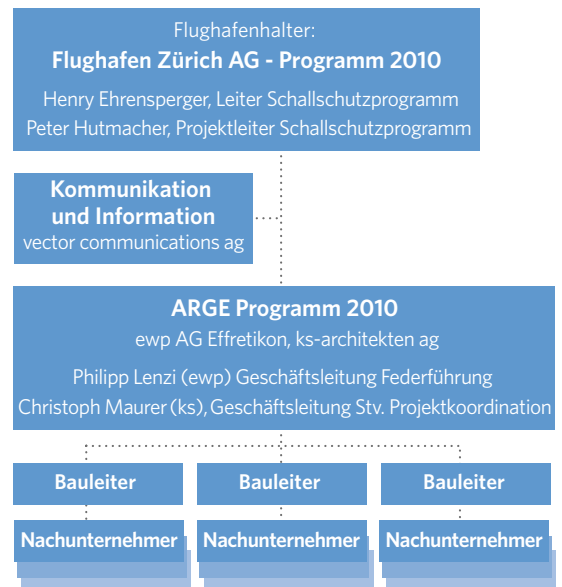 Flughafenhalter:
Flughafen Zürich AG - Programm 2010
Henry Ehrensperger, Leiter Schallschutzprogramm
Peter Hutmacher, Projektleiter Schallschutzprogramm
Kommunikation
und Information
vector communications ag
ARGE Programm 2010
ewp AG Effretikon, ks-architekten ag
Philipp Lenzi (ewp) Geschäftsleitung Federführung
Christoph Maurer (ks), Geschäftsleitung Stv. Projektkoordination
Bauleiter
Bauleiter
Bauleiter
Nachunternehmer
Nachunternehmer
Nachunternehmer